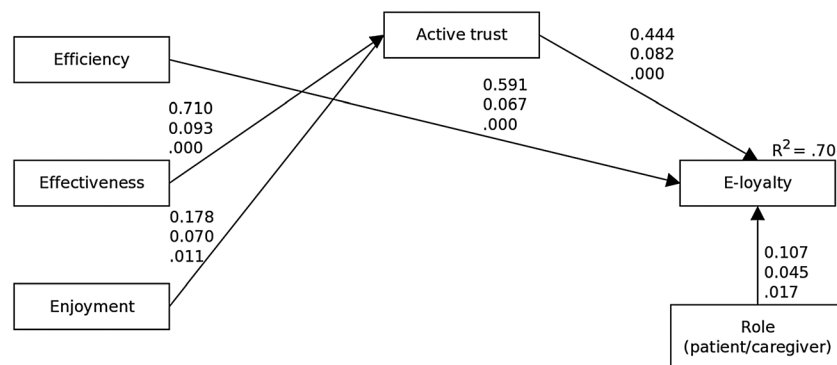 Active trust
Efficiency
0.444
0.082
.000
0.591
0.067
.000
0.710
0.093
.000
R² = .70
Effectiveness
E-loyalty
0.178
0.070
.011
0.107
0.045
.017
Enjoyment
Role
(patient/caregiver)